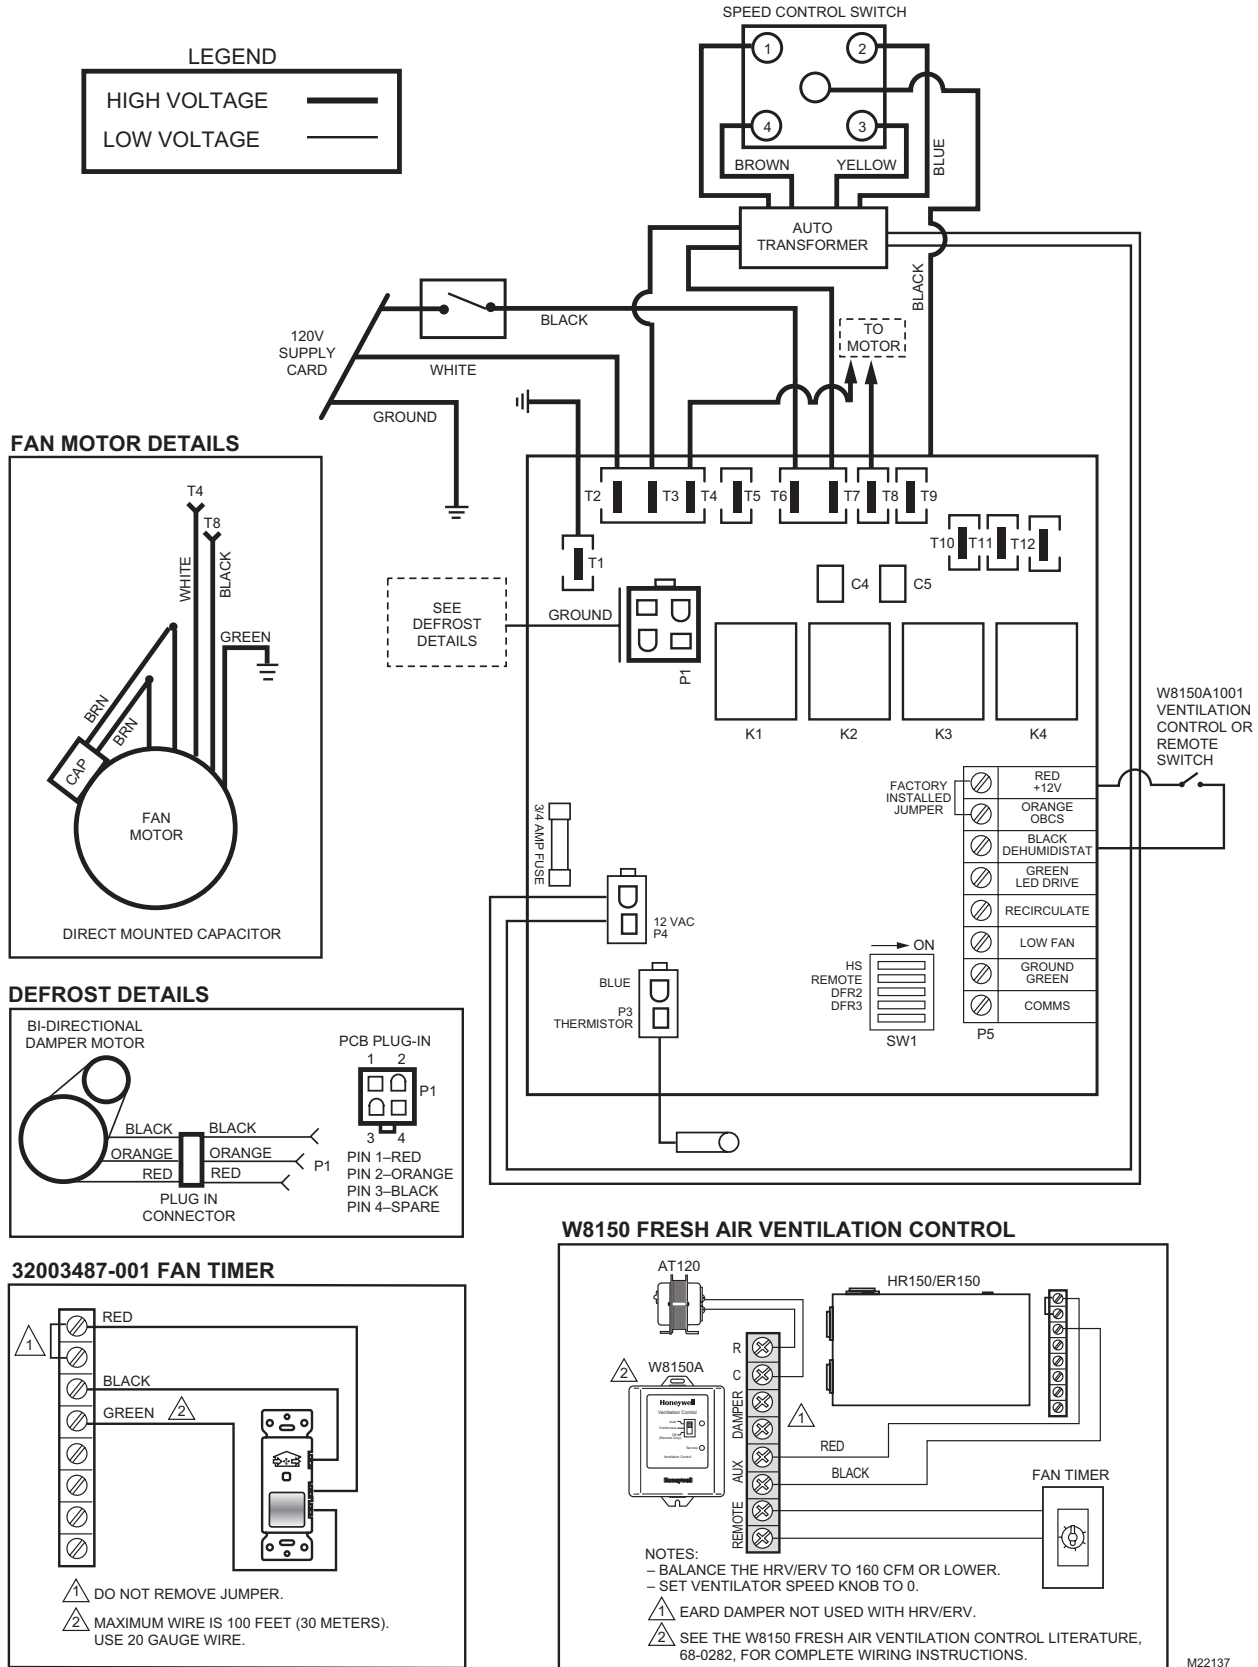 SPEED CONTROL SWITCH
1
2
4
3
LEGEND
HIGH VOLTAGE
LOW VOLTAGE
BROWN
YELLOW
BLUE
AUTO
TRANSFORMER
BLACK
BLACK
TO
MOTOR
120V
SUPPLY
CARD
WHITE
GROUND
FAN MOTOR DETAILS
T4
T8
WHITE
BLACK
GREEN
BRN
BRN
CAP
FAN
MOTOR
DIRECT MOUNTED CAPACITOR
T2
T3
T4
T5
T6
T7
T8
T9
T1
T10
T11
T12
C4
C5
SEE
DEFROST
DETAILS
GROUND
P1
K1
K2
K3
K4
W8150A1001
VENTILATION
CONTROL OR
REMOTE
SWITCH
FACTORY
INSTALLED
JUMPER
RED
+12V
ORANGE
OBCS
BLACK
DEHUMIDISTAT
GREEN
LED DRIVE
RECIRCULATE
LOW FAN
GROUND
GREEN
COMMS
P5
3/4 AMP FUSE
12 VAC
P4
BLUE
P3
THERMISTOR
ON
HS
REMOTE
DFR2
DFR3
SW1
DEFROST DETAILS
BI-DIRECTIONAL
DAMPER MOTOR
BLACK
BLACK
ORANGE
ORANGE
RED
RED
P1
PLUG IN
CONNECTOR
PCB PLUG-IN
1 2
P1
3 4
PIN 1–RED
PIN 2–ORANGE
PIN 3–BLACK
PIN 4–SPARE
32003487-001 FAN TIMER
1
RED
BLACK
GREEN
2
1 DO NOT REMOVE JUMPER.
2 MAXIMUM WIRE IS 100 FEET (30 METERS).
USE 20 GAUGE WIRE.
W8150 FRESH AIR VENTILATION CONTROL
AT120
HR150/ER150
2
W8150A
Honeywell
Ventilation Control
Auto
Continuous
Off
(Remote Only)
Service
Ventilation Control
Honeywell
R
C
DAMPER
AUX
REMOTE
1
RED
BLACK
FAN TIMER
NOTES:
– BALANCE THE HRV/ERV TO 160 CFM OR LOWER.
– SET VENTILATOR SPEED KNOB TO 0.
1 EARD DAMPER NOT USED WITH HRV/ERV.
2 SEE THE W8150 FRESH AIR VENTILATION CONTROL LITERATURE,
68-0282, FOR COMPLETE WIRING INSTRUCTIONS.
M22137